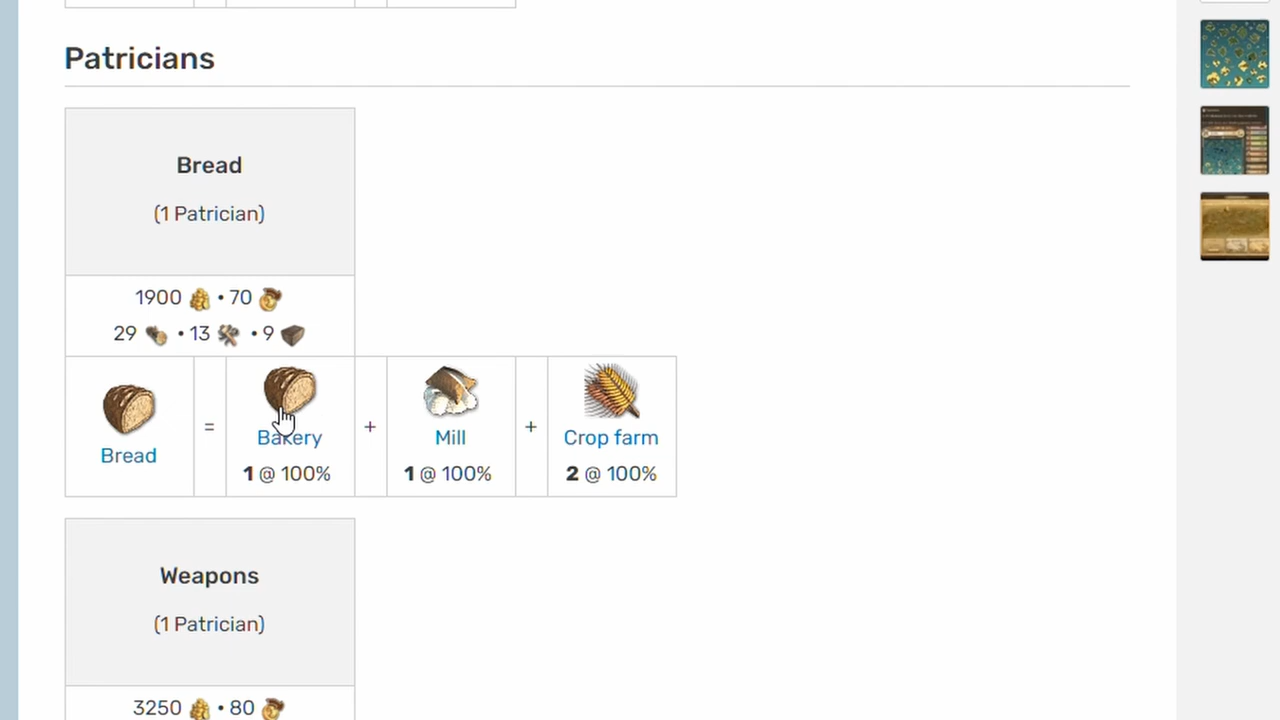 Patricians
Bread
(1 Patrician)
1900 • 70
29 • 13 • 9
Bread = Bakery + Mill + Crop farm
1 @ 100% 1 @ 100% 2 @ 100%
Weapons
(1 Patrician)
3250 • 80